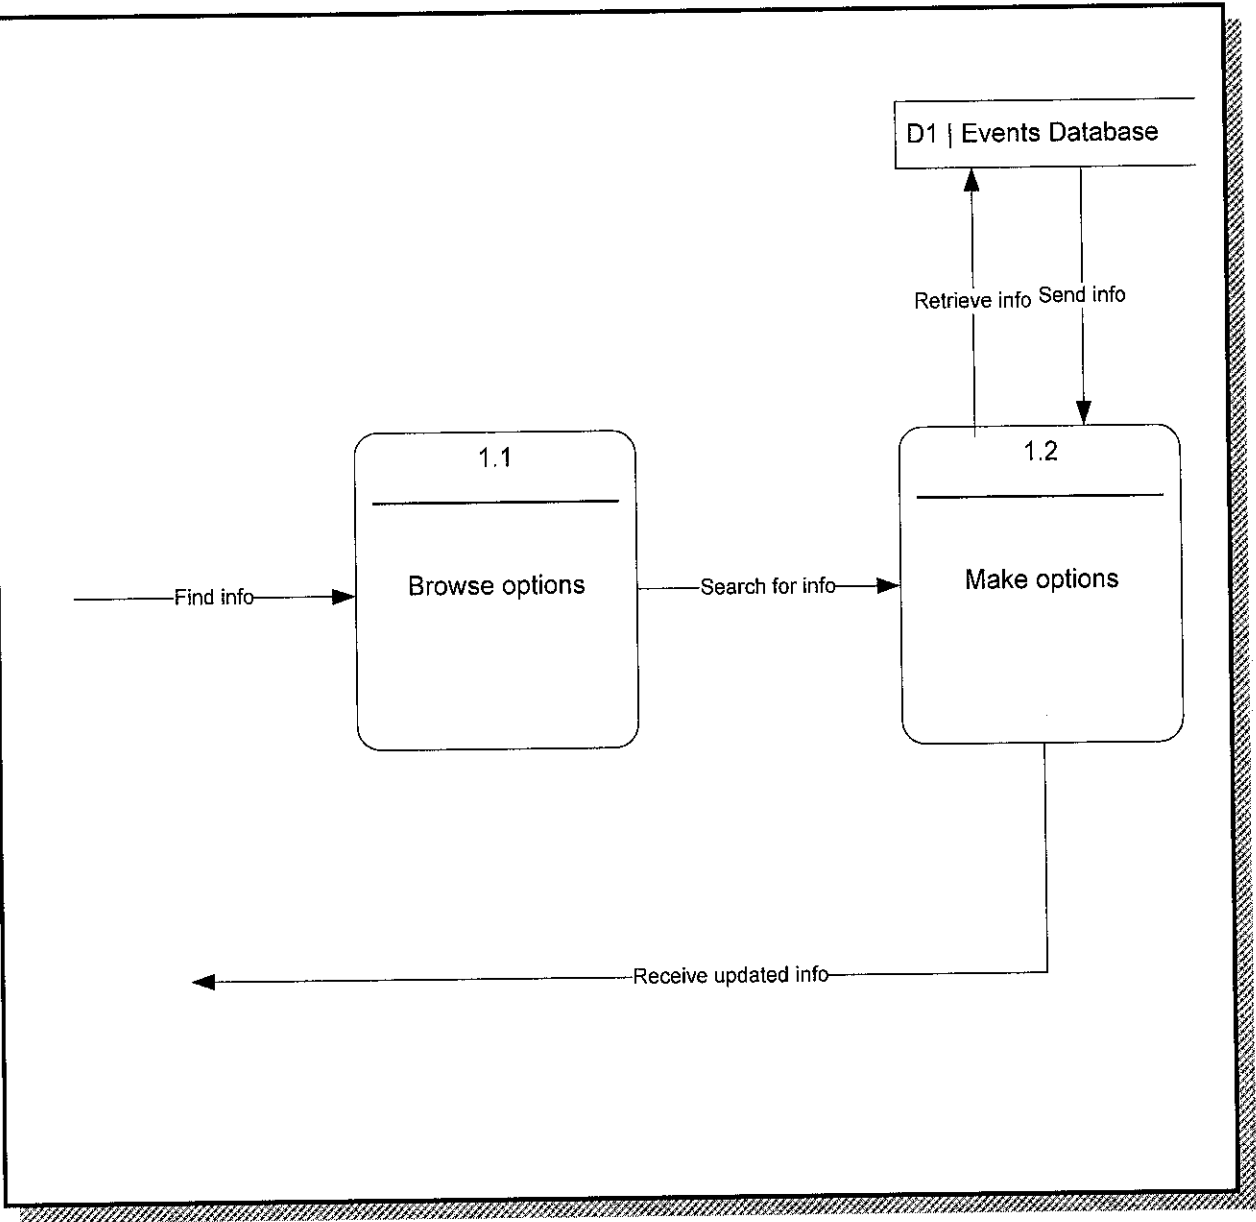 D1 | Events Database
Retrieve info
Send info
1.1
1.2
Find info
Browse options
Search for info
Make options
Receive updated info